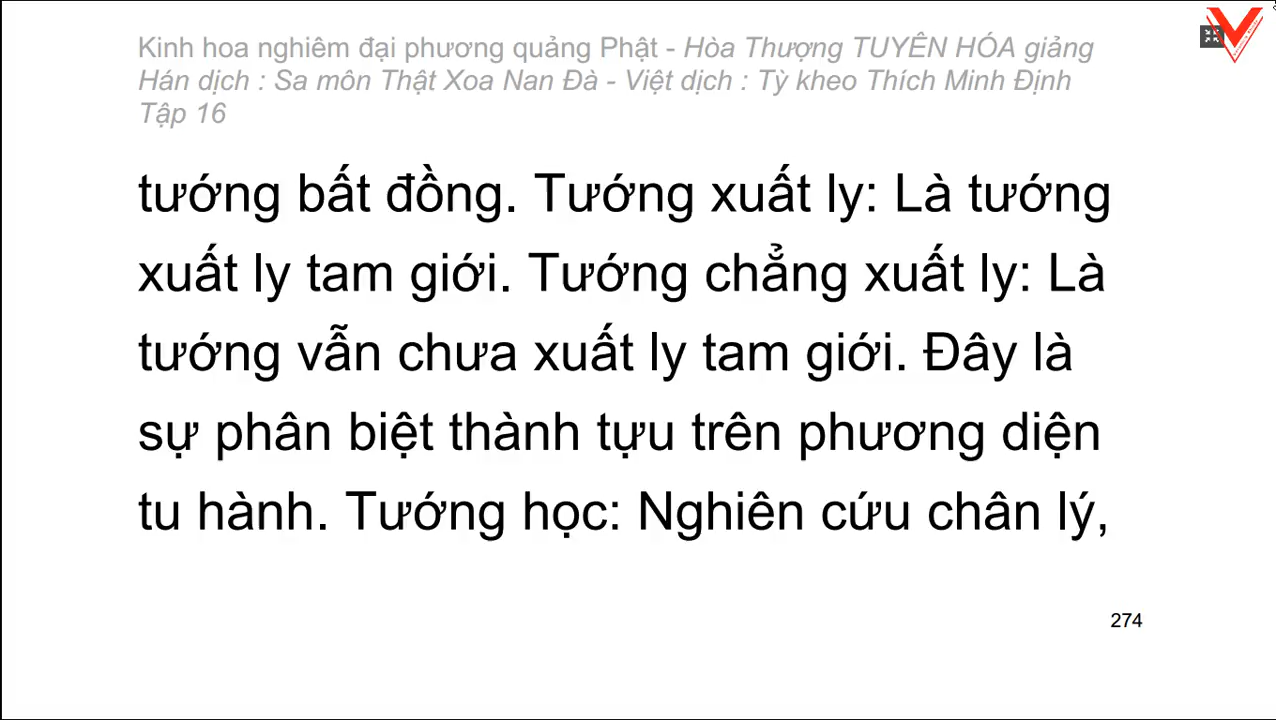 Kinh hoa nghiêm đại phương quảng Phật - Hòa Thượng TUYÊN HÓA giảng
Hán dịch : Sa môn Thật Xoa Nan Đà - Việt dịch : Tỳ kheo Thích Minh Định
Tập 16
tướng bất đồng. Tướng xuất ly: Là tướng
xuất ly tam giới. Tướng chẳng xuất ly: Là
tướng vẫn chưa xuất ly tam giới. Đây là
sự phân biệt thành tựu trên phương diện
tu hành. Tướng học: Nghiên cứu chân lý,
274